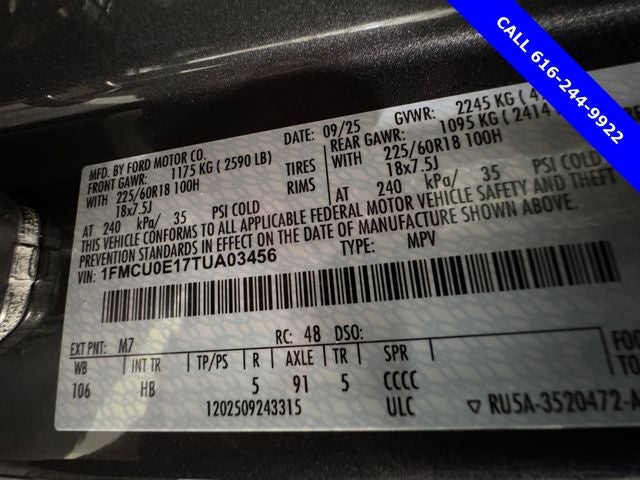 CALL 616-244-9922
MFD. BY FORD MOTOR CO. DATE: 09/25 GVWR: 2245 KG
FRONT GAWR: 1175 KG ( 2590 LB) REAR GAWR: 1095 KG ( 2414
WITH 225/60R18 100H TIRES WITH 225/60R18 100H
18x7.5J RIMS 18x7.5J
AT 240 kPa/ 35 PSI COLD AT 240 kPa/ 35 PSI COLD
THIS VEHICLE CONFORMS TO ALL APPLICABLE FEDERAL MOTOR VEHICLE SAFETY AND THEFT
PREVENTION STANDARDS IN EFFECT ON THE DATE OF MANUFACTURE SHOWN ABOVE.
VIN: 1FMCU0E17TUA03456 TYPE: MPV
EXT PNT: M7 RC: 48 DSO:
WB INT TR TP/PS R AXLE TR SPR
106 HB 5 91 5 CCCC
1202509243315 ULC ▽ RU5A-3520472-A